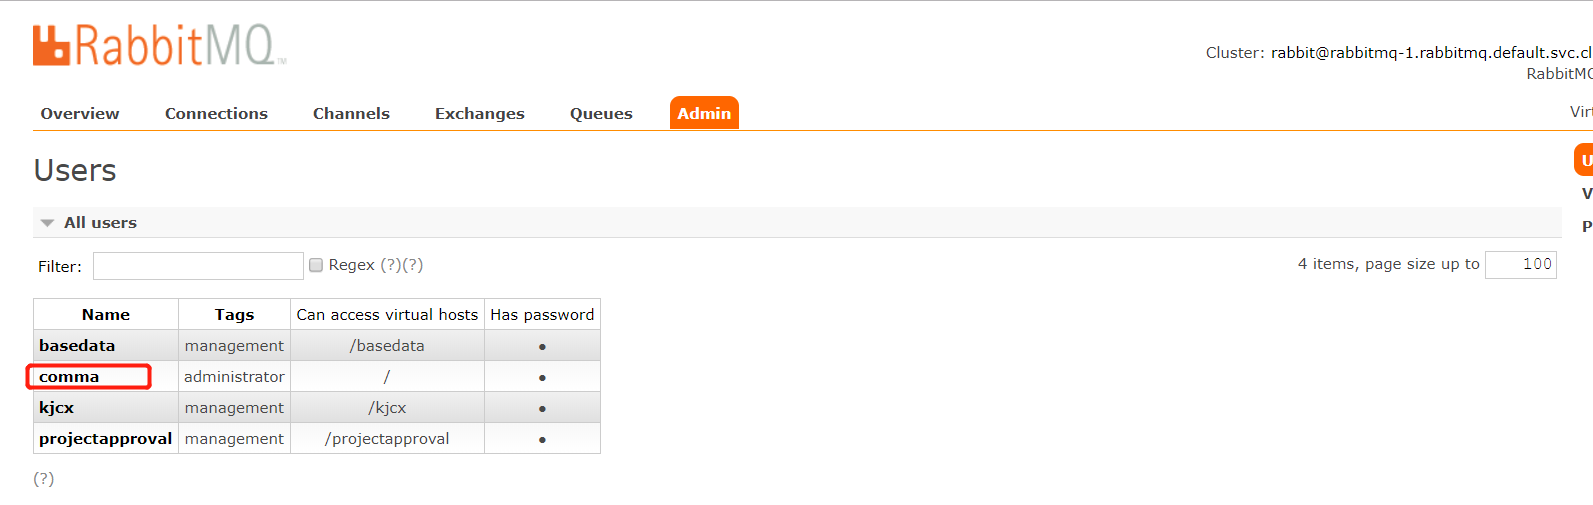 RabbitMQ™
Cluster: rabbit@rabbitmq-1.rabbitmq.default.svc.cl
RabbitMQ
Overview Connections Channels Exchanges Queues Admin Vir
Users
U
V
All users
P
Filter: Regex (?)(?) 4 items, page size up to 100
Name Tags Can access virtual hosts Has password
basedata management /basedata ●
comma administrator / ●
kjcx management /kjcx ●
projectapproval management /projectapproval ●
(?)